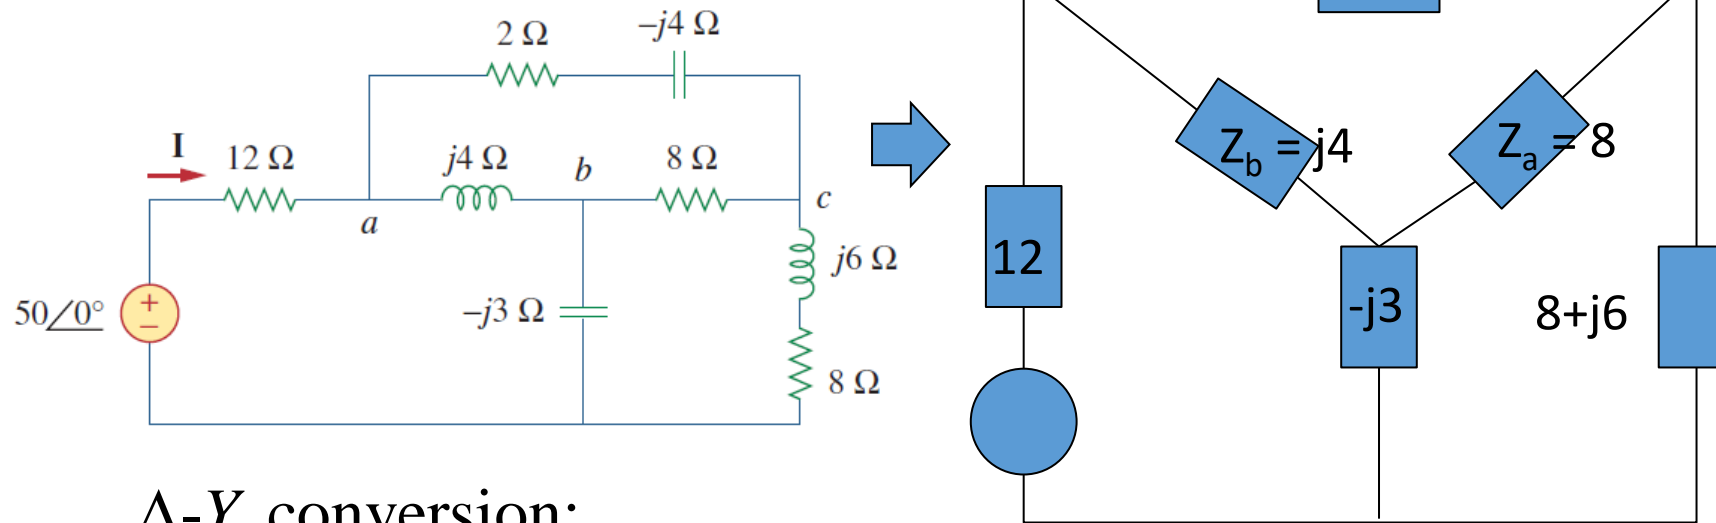 2 Ω
–j4 Ω
I
12 Ω
j4 Ω
b
8 Ω
a
c
j6 Ω
50∠0°
+
–
–j3 Ω
8 Ω
Zb = j4
Za = 8
12
-j3
8+j6
Δ-Y conversion: